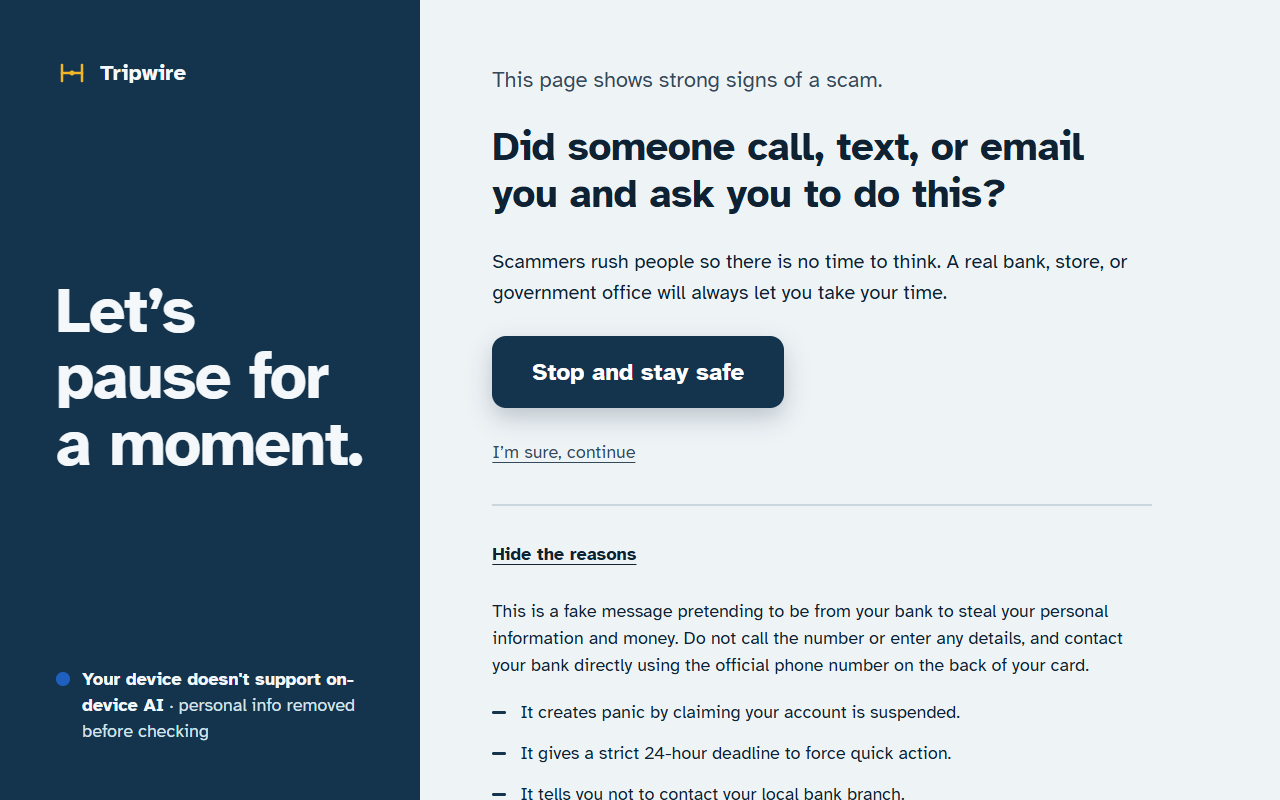 Tripwire
Let’s
pause for
a moment.
Your device doesn't support on-
device AI · personal info removed
before checking
This page shows strong signs of a scam.
Did someone call, text, or email
you and ask you to do this?
Scammers rush people so there is no time to think. A real bank, store, or
government office will always let you take your time.
Stop and stay safe
I’m sure, continue
Hide the reasons
This is a fake message pretending to be from your bank to steal your personal
information and money. Do not call the number or enter any details, and contact
your bank directly using the official phone number on the back of your card.
It creates panic by claiming your account is suspended.
It gives a strict 24-hour deadline to force quick action.
It tells you not to contact your local bank branch.